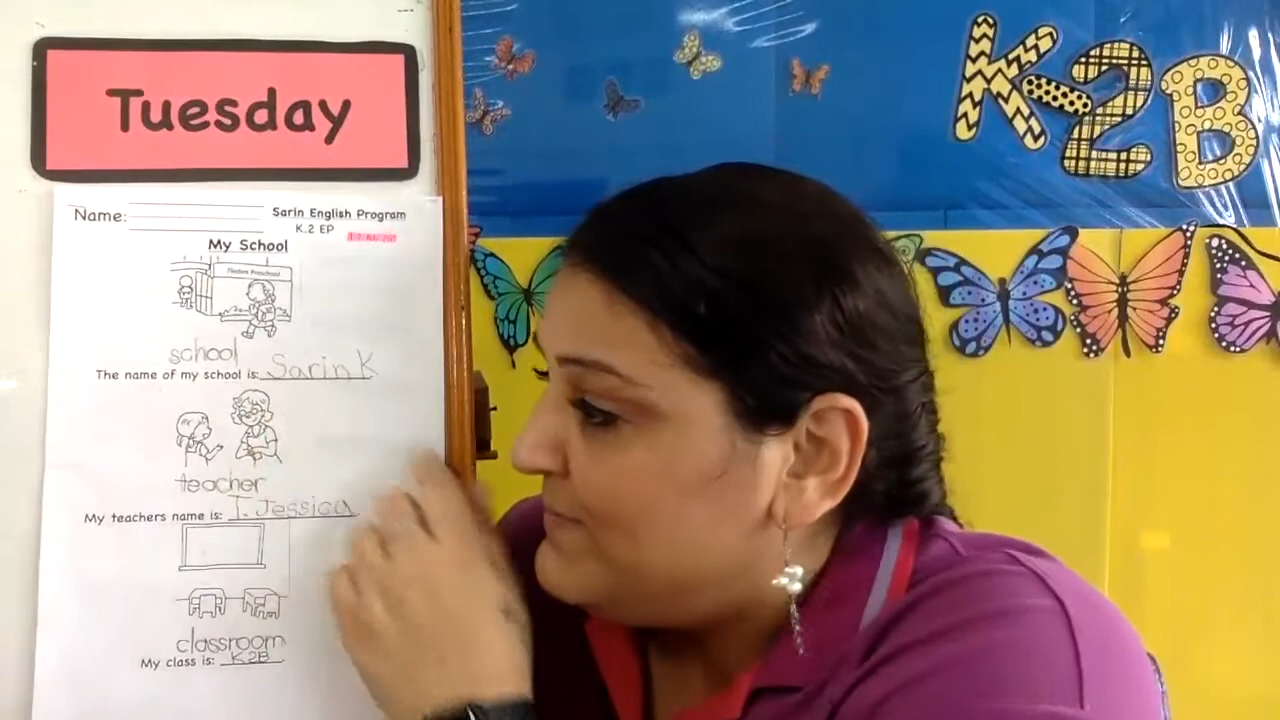 Tuesday
K-2B
Name:
Sarin English Program
K.2 EP
My School
school
The name of my school is: Sarin K
teacher
My teachers name is: T. Jessica
classroom
My class is: K2B